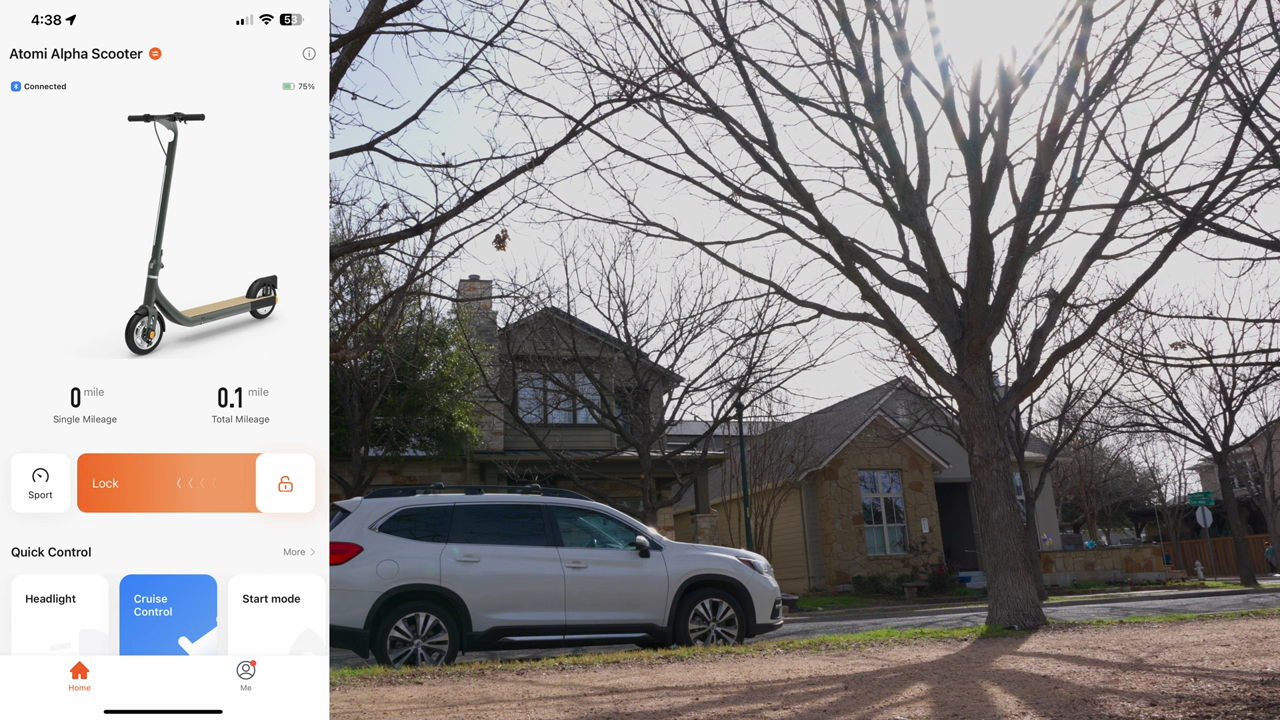 4:38
53
Atomi Alpha Scooter
Connected
75%
0 mile
0.1 mile
Single Mileage
Total Mileage
Sport
Lock
Quick Control
More
Headlight
Cruise
Control
Start mode
Home
Me